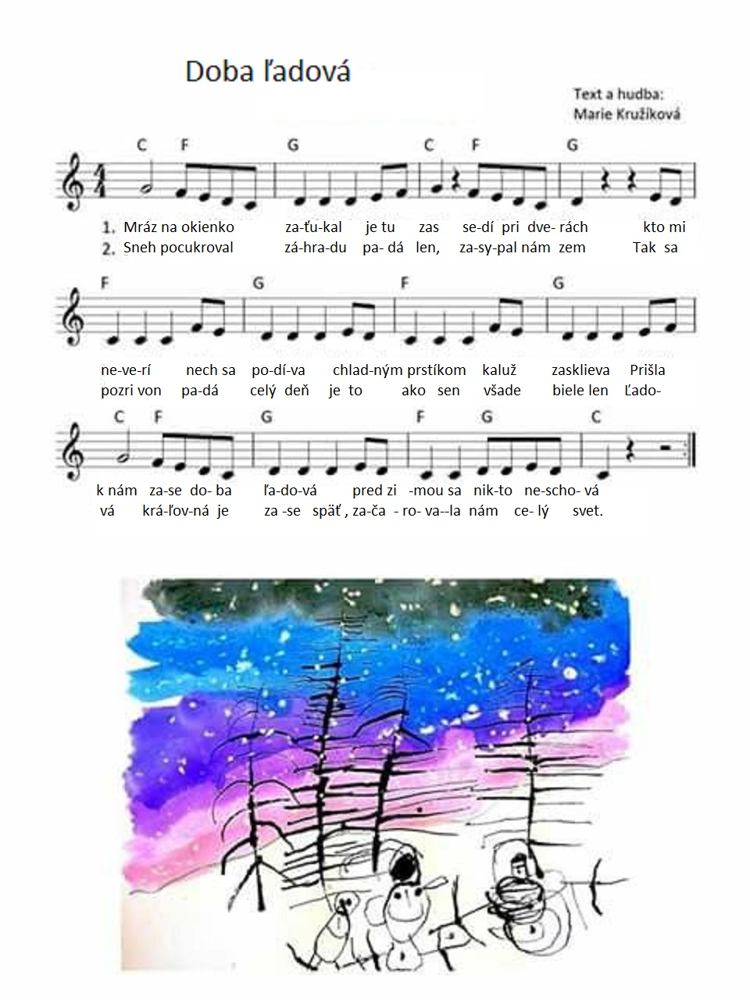 Doba ľadová
Text a hudba:
Marie Kružíková
C F G C F G
1. Mráz na okienko za-ťu-kal je tu zas se-dí pri dve- rách kto mi
2. Sneh pocukroval zá-hra-du pa- dá len, za-sy-pal nám zem Tak sa
F G F G
ne-ve-rí nech sa po-dí-va chlad-ným prstíkom kaluž zasklieva Prišla
pozri von pa-dá celý deň je to ako sen všade biele len Ľado-
C F G F G C
k nám za-se do- ba ľa-do-vá pred zi -mou sa nik-to ne-scho- vá
vá krá-ľov-ná je za -se späť , za-ča - ro- va--la nám ce- lý svet.